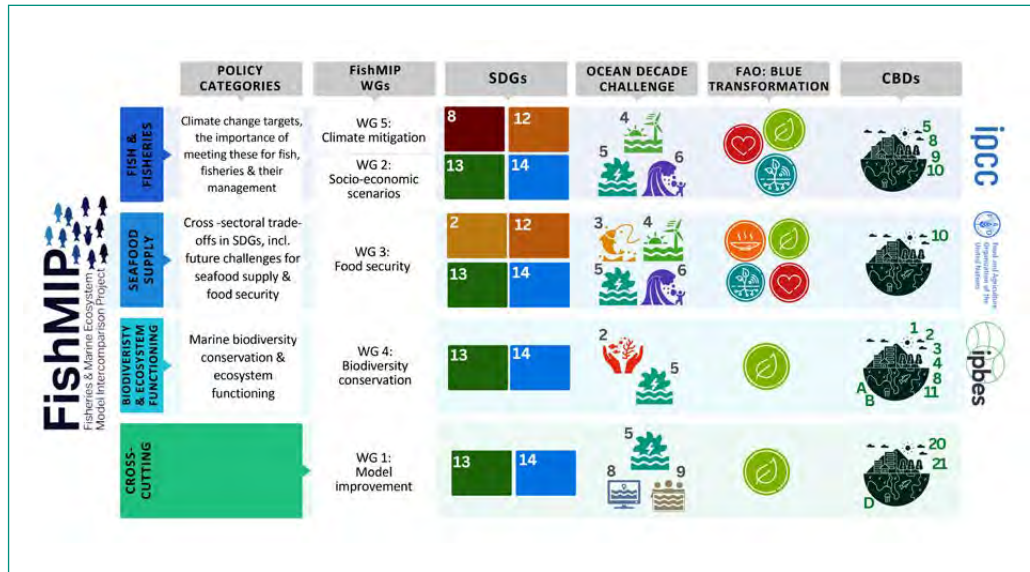 POLICY
CATEGORIES
FishMIP
WGs
SDGs
OCEAN DECADE
CHALLENGE
FAO: BLUE
TRANSFORMATION
CBDs
FishMIP
Fisheries & Marine Ecosystem
Model Intercomparison Project
FISH &
FISHERIES
Climate change targets,
the importance of
meeting these for fish,
fisheries & their
management
WG 5:
Climate mitigation
WG 2:
Socio-economic
scenarios
8
12
13
14
4
5
6
5
8
9
10
ipcc
SEAFOOD
SUPPLY
Cross -sectoral trade-
offs in SDGs, incl.
future challenges for
seafood supply &
food security
WG 3:
Food security
2
12
13
14
3
4
5
6
10
Food and Agriculture
Organization of the
United Nations
BIODIVERISTY
& ECOSYSTEM
FUNCTIONING
Marine biodiversity
conservation &
ecosystem
functioning
WG 4:
Biodiversity
conservation
13
14
2
5
1
2
3
4
8
11
A
B
ipbes
CROSS-
CUTTING
WG 1:
Model
improvement
13
14
5
8
9
20
21
D